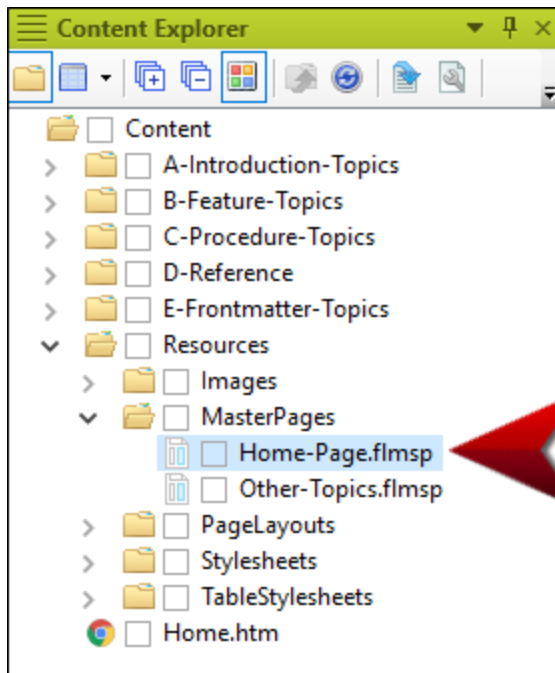 Content Explorer
Content
A-Introduction-Topics
B-Feature-Topics
C-Procedure-Topics
D-Reference
E-Frontmatter-Topics
Resources
Images
MasterPages
Home-Page.flmsp
Other-Topics.flmsp
PageLayouts
Stylesheets
TableStylesheets
Home.htm